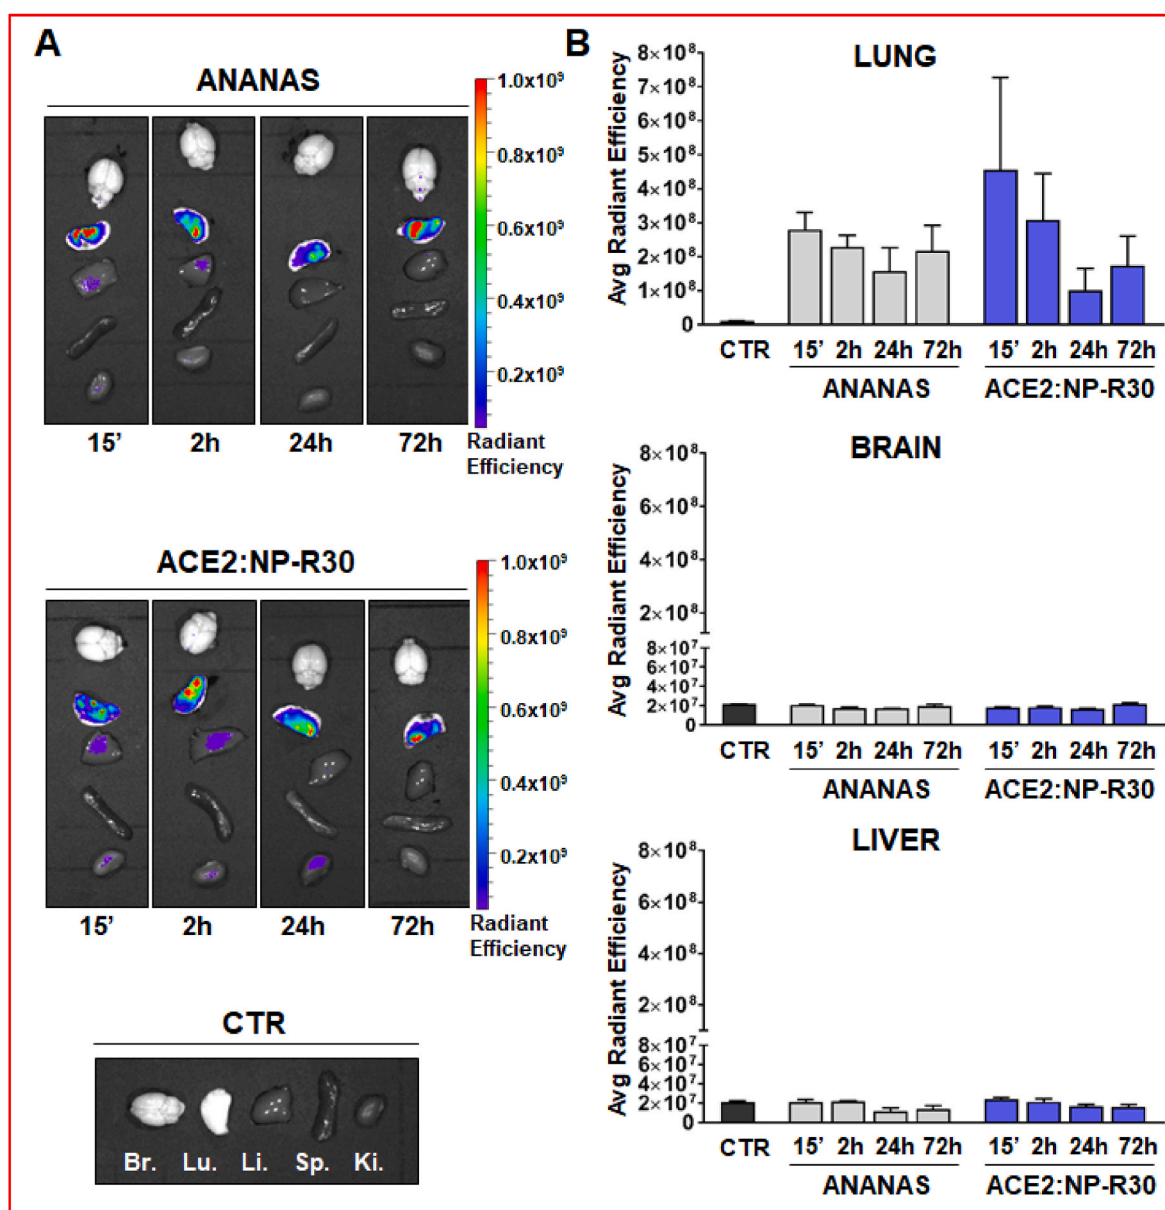 A
ANANAS
1.0x10⁹
0.8x10⁹
0.6x10⁹
0.4x10⁹
0.2x10⁹
15’ 2h 24h 72h
Radiant
Efficiency
ACE2:NP-R30
1.0x10⁹
0.8x10⁹
0.6x10⁹
0.4x10⁹
0.2x10⁹
15’ 2h 24h 72h
Radiant
Efficiency
CTR
Br. Lu. Li. Sp. Ki.
B
LUNG
Avg Radiant Efficiency
8×10⁸
7×10⁸
6×10⁸
5×10⁸
4×10⁸
3×10⁸
2×10⁸
1×10⁸
0
CTR 15’ 2h 24h 72h 15’ 2h 24h 72h
ANANAS ACE2:NP-R30
BRAIN
Avg Radiant Efficiency
8×10⁸
6×10⁸
4×10⁸
2×10⁸
8×10⁷
6×10⁷
4×10⁷
2×10⁷
0
CTR 15’ 2h 24h 72h 15’ 2h 24h 72h
ANANAS ACE2:NP-R30
LIVER
Avg Radiant Efficiency
8×10⁸
6×10⁸
4×10⁸
2×10⁸
8×10⁷
6×10⁷
4×10⁷
2×10⁷
0
CTR 15’ 2h 24h 72h 15’ 2h 24h 72h
ANANAS ACE2:NP-R30